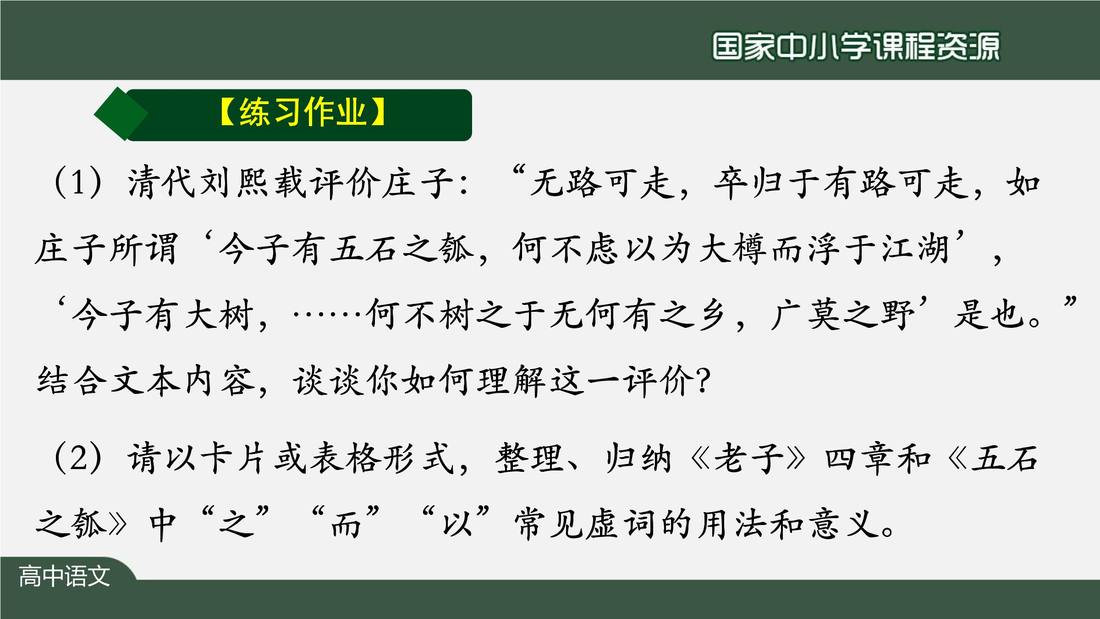 国家中小学课程资源
【练习作业】
（1）清代刘熙载评价庄子：“无路可走，卒归于有路可走，如
庄子所谓‘今子有五石之瓠，何不虑以为大樽而浮于江湖’，
‘今子有大树，……何不树之于无何有之乡，广莫之野’是也。”
结合文本内容，谈谈你如何理解这一评价？
（2）请以卡片或表格形式，整理、归纳《老子》四章和《五石
之瓠》中“之”“而”“以”常见虚词的用法和意义。
高中语文